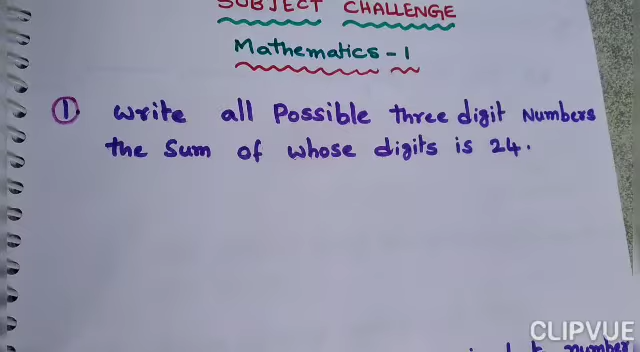 SUBJECT CHALLENGE
Mathematics - 1
① Write all Possible three digit Numbers
the Sum of whose digits is 24.
number
CLIPVUE